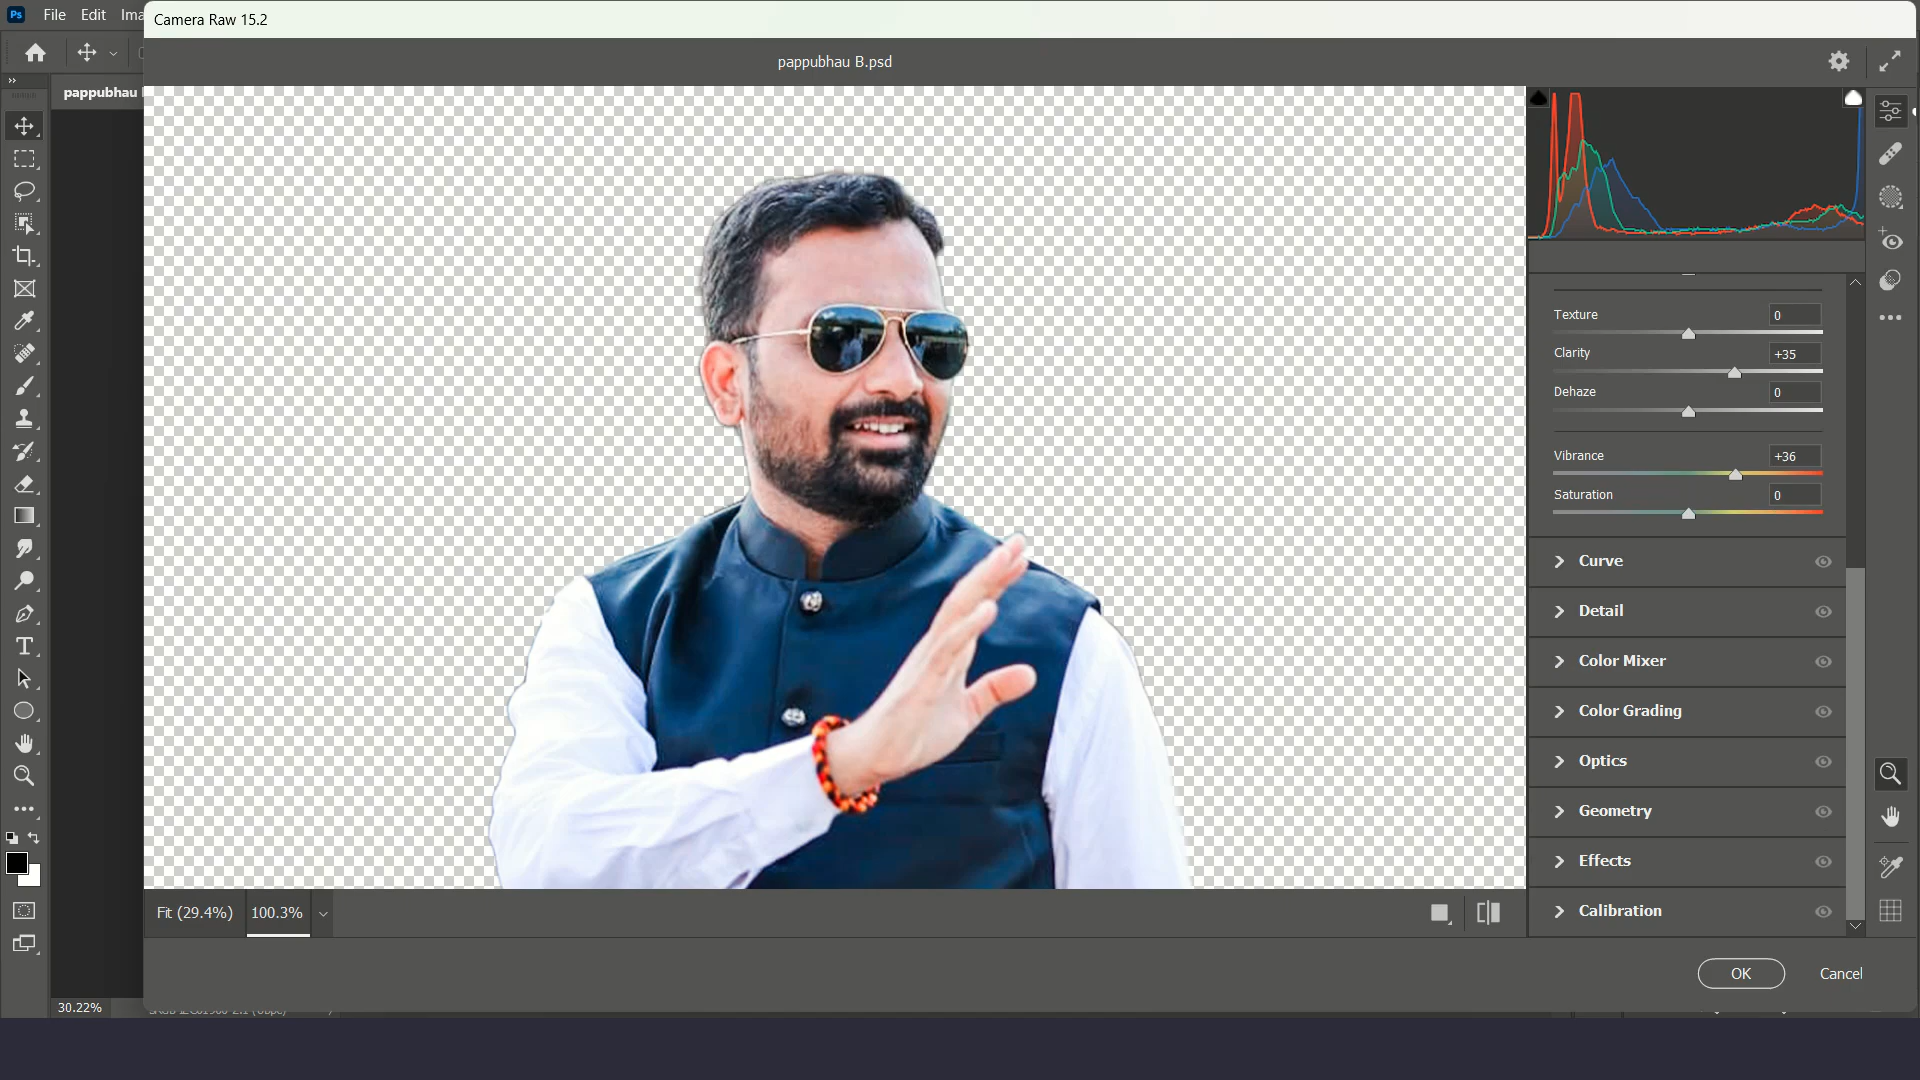 Ps File Edit Ima
Camera Raw 15.2
pappubhau B.psd
pappubhau
Texture 0
Clarity +35
Dehaze 0
Vibrance +36
Saturation 0
Curve
Detail
Color Mixer
Color Grading
Optics
Geometry
Effects
Calibration
Fit (29.4%) 100.3%
OK Cancel
30.22%